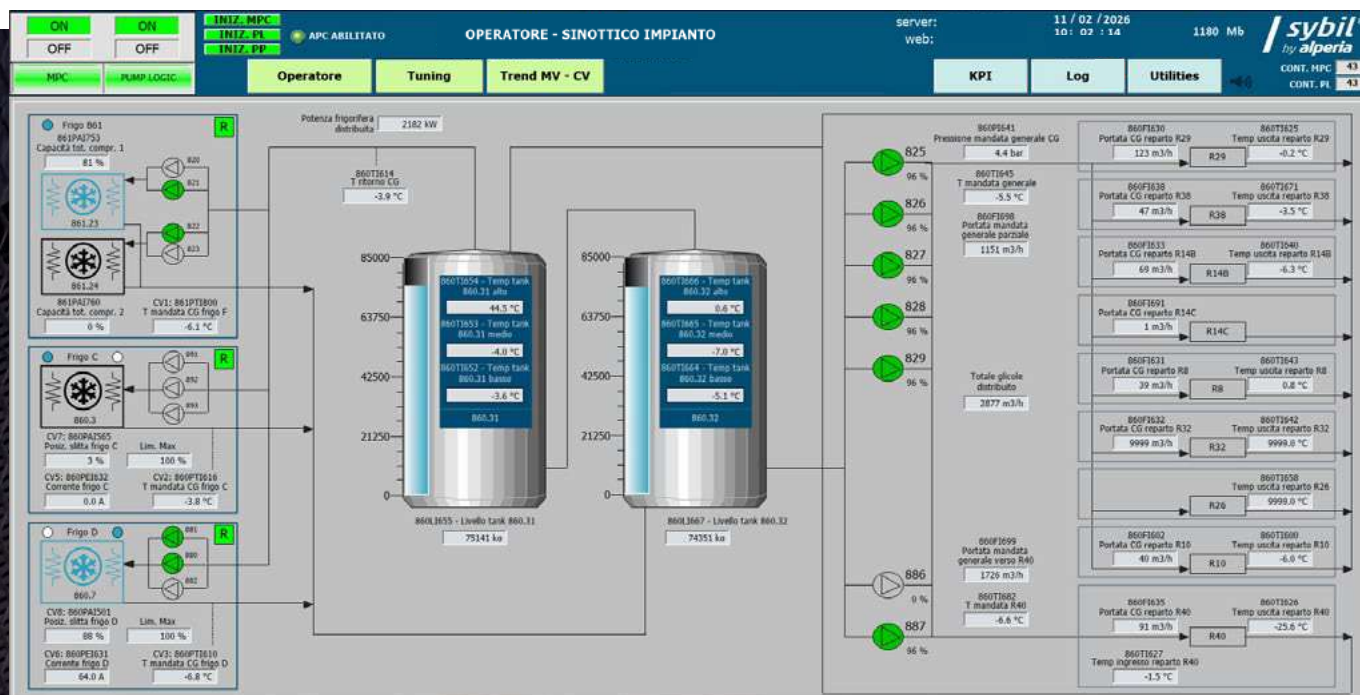 ON
ON
OFF
OFF
MPC
PUMP LOGIC
INIZ. MPC
INIZ. PL
INIZ. PP
APC ABILITATO
OPERATORE - SINOTTICO IMPIANTO
server:
web:
11 / 02 / 2026
10: 02 : 14
1180 Mb
sybil
by alperia
CONT. MPC 43
CONT. PL 43
Operatore
Tuning
Trend MV - CV
KPI
Log
Utilities
Frigo 861
R
861PAI753
Capacità tot. compr. 1
81 %
820
821
861.23
822
823
861.24
861PAI760
Capacità tot. compr. 2
0 %
CV1: 861PTI800
T mandata CG frigo F
-6.1 °C
Frigo C
R
891
892
893
860.3
CV7: 860PAI565
Posiz. slitta frigo C
3 %
Lim. Max
100 %
CV5: 860PEI632
Corrente frigo C
0.0 A
CV2: 860PTI616
T mandata CG frigo C
-3.8 °C
Frigo D
R
881
880
882
860.7
CV8: 860PAI501
Posiz. slitta frigo D
88 %
Lim. Max
100 %
CV6: 860PEI631
Corrente frigo D
64.0 A
CV3: 860PTI610
T mandata CG frigo D
-6.8 °C
Potenza frigorifera
distribuita
2182 kW
860TI614
T ritorno CG
-3.9 °C
85000
63750
42500
21250
0
860TI654 - Temp tank
860.31 alto
44.5 °C
860TI653 - Temp tank
860.31 medio
-4.0 °C
860TI652 - Temp tank
860.31 basso
-3.6 °C
860.31
860LI655 - Livello tank 860.31
75141 kg
85000
63750
42500
21250
0
860TI666 - Temp tank
860.32 alto
0.6 °C
860TI665 - Temp tank
860.32 medio
-7.0 °C
860TI664 - Temp tank
860.32 basso
-5.1 °C
860.32
860LI667 - Livello tank 860.32
74351 kg
825
96 %
826
96 %
827
96 %
828
96 %
829
96 %
886
0 %
887
96 %
860PI641
Pressione mandata generale CG
4.4 bar
860TI645
T mandata generale
-5.5 °C
860FI698
Portata mandata
generale parziale
1151 m3/h
Totale glicole
distribuito
2877 m3/h
860FI699
Portata mandata
generale verso R40
1726 m3/h
860TI682
T mandata R40
-6.6 °C
860FI630
Portata CG reparto R29
123 m3/h
R29
860TI625
Temp uscita reparto R29
-0.2 °C
860FI638
Portata CG reparto R38
47 m3/h
R38
860TI671
Temp uscita reparto R38
-3.5 °C
860FI633
Portata CG reparto R14B
69 m3/h
R14B
860TI640
Temp uscita reparto R14B
-6.3 °C
860FI691
Portata CG reparto R14C
1 m3/h
R14C
860FI631
Portata CG reparto R8
39 m3/h
R8
860TI643
Temp uscita reparto R8
0.8 °C
860FI632
Portata CG reparto R32
9999 m3/h
R32
860TI642
Temp uscita reparto R32
9999.0 °C
R26
860TI658
Temp uscita reparto R26
9999.0 °C
860FI602
Portata CG reparto R10
40 m3/h
R10
860TI600
Temp uscita reparto R10
-6.0 °C
860FI635
Portata CG reparto R40
91 m3/h
R40
860TI626
Temp uscita reparto R40
-25.6 °C
860TI627
Temp ingresso reparto R40
-1.5 °C